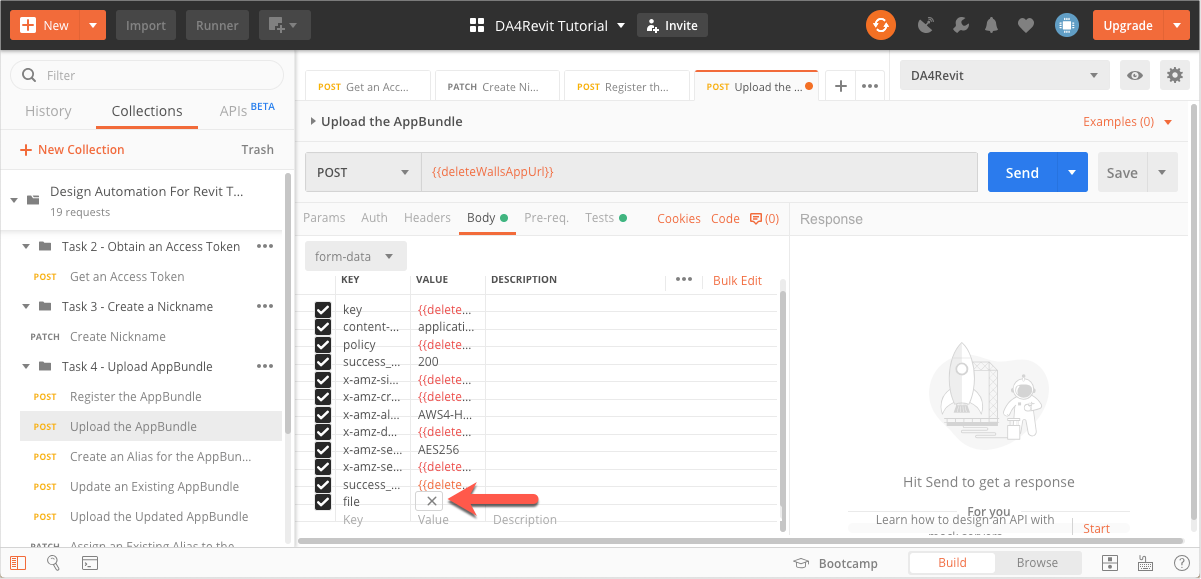 New
Import
Runner
DA4Revit Tutorial
Invite
Upgrade
Filter
History
Collections
APIs BETA
New Collection
Trash
Design Automation For Revit T...
19 requests
Task 2 - Obtain an Access Token
POST Get an Access Token
Task 3 - Create a Nickname
PATCH Create Nickname
Task 4 - Upload AppBundle
POST Register the AppBundle
POST Upload the AppBundle
POST Create an Alias for the AppBun...
POST Update an Existing AppBundle
POST Upload the Updated AppBundle
PATCH Assign an Existing Alias to the
POST Get an Acc...
PATCH Create Ni...
POST Register th...
POST Upload the ...
DA4Revit
Upload the AppBundle
Examples (0)
POST
{{deleteWallsAppUrl}}
Send
Save
Params Auth Headers Body Pre-req. Tests Cookies Code (0)
Response
form-data
KEY VALUE DESCRIPTION Bulk Edit
key {{delete...
content-... applicati...
policy {{delete...
success_... 200
x-amz-si... {{delete...
x-amz-cr... {{delete...
x-amz-al... AWS4-H...
x-amz-d... {{delete...
x-amz-se... AES256
x-amz-se... {{delete...
success_... {{delete...
file
Key Value Description
Hit Send to get a response
For you
Learn how to design an API with
mock servers
Start
Bootcamp
Build
Browse